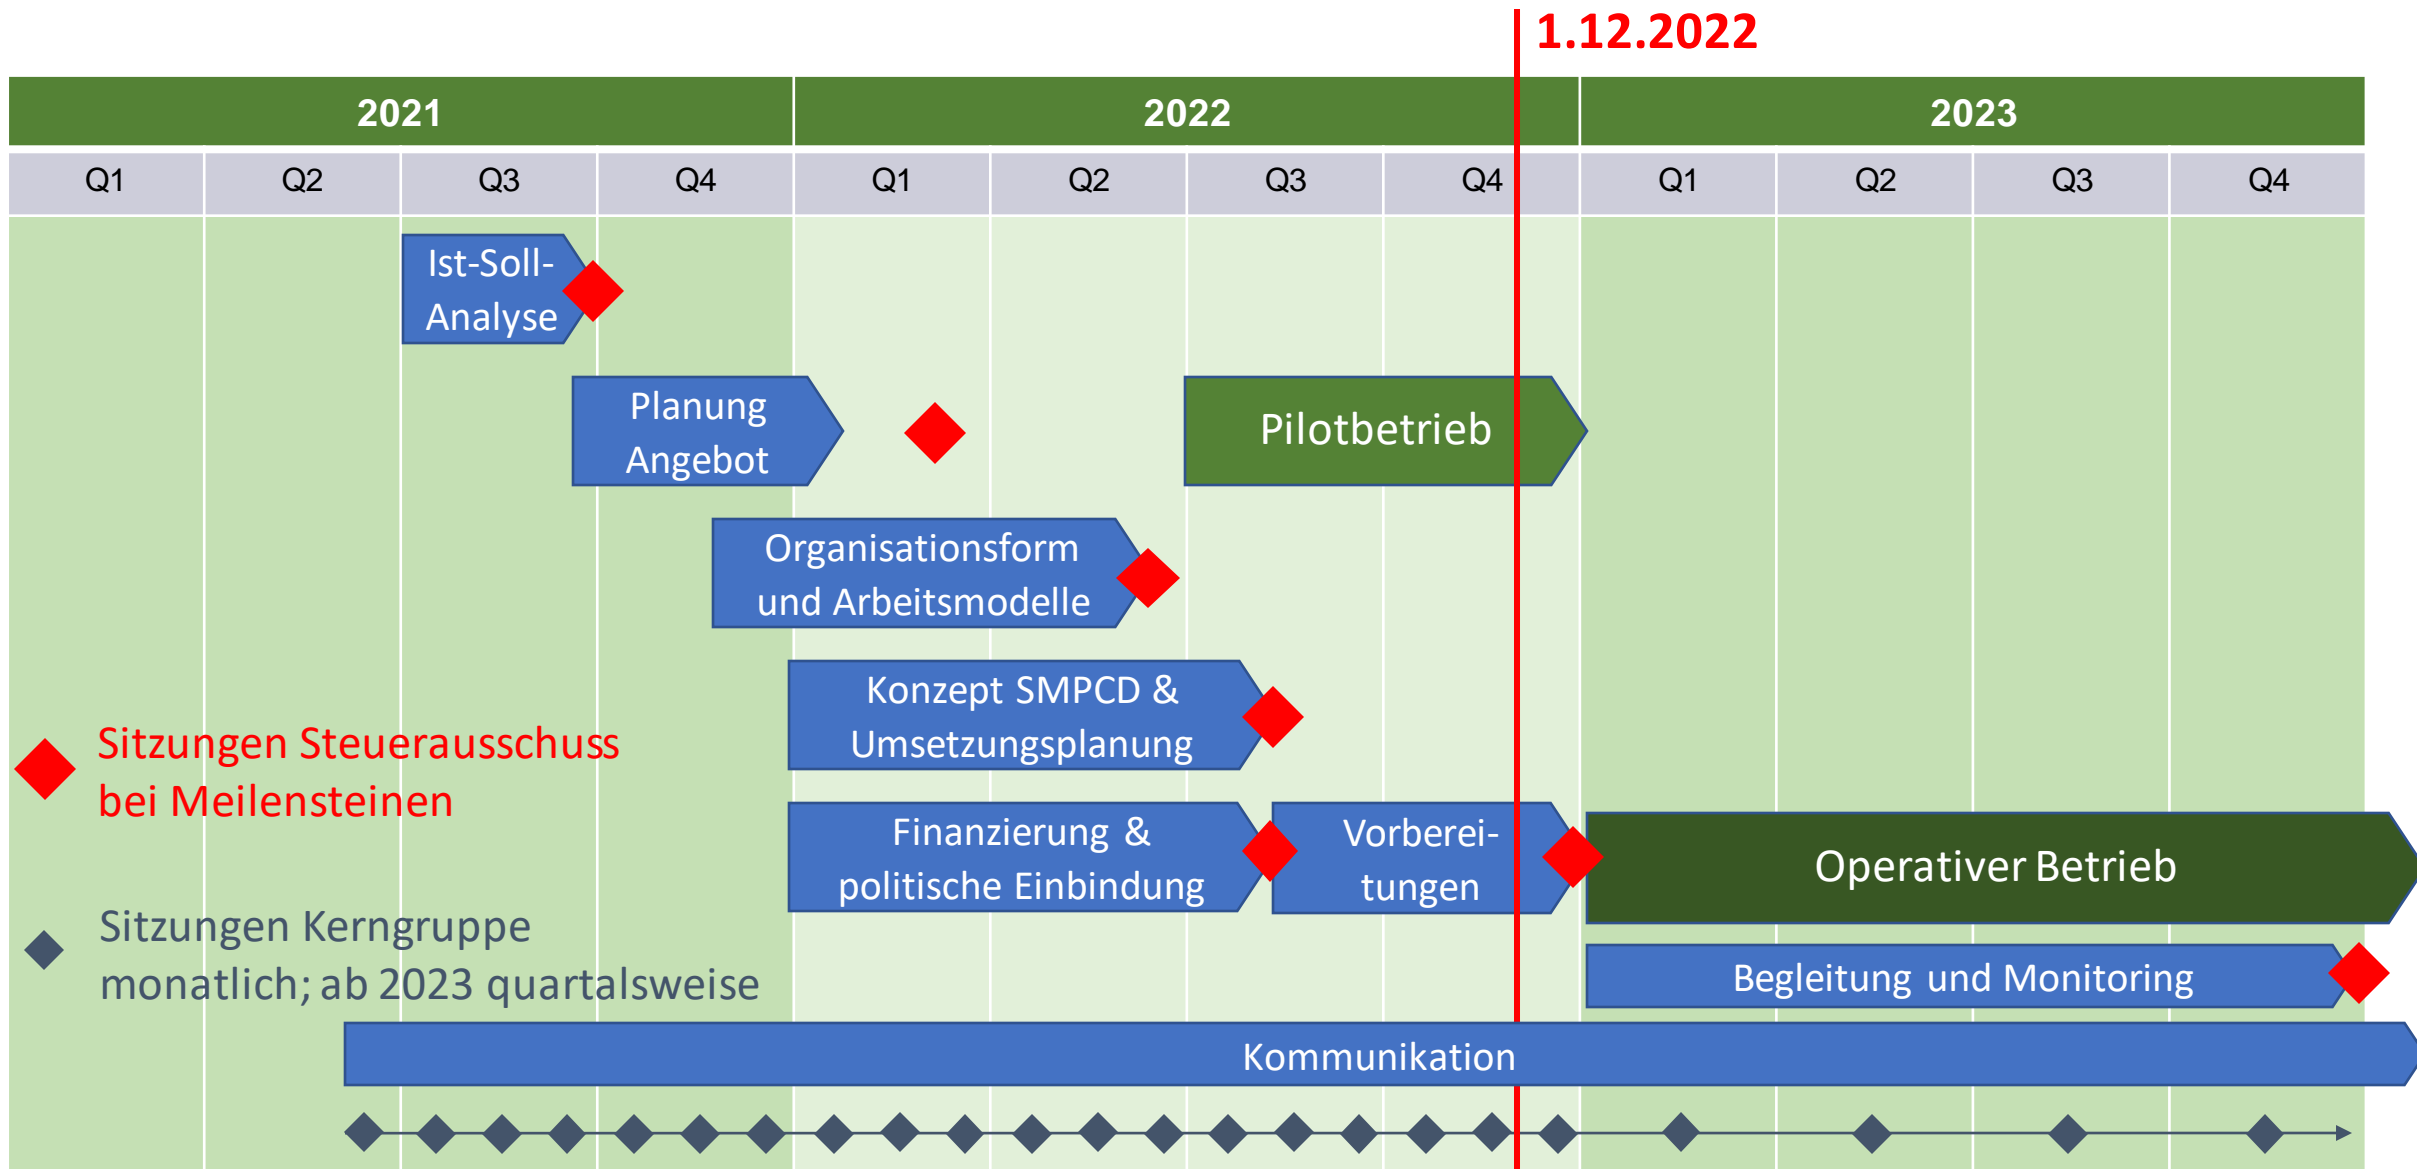 1.12.2022
2021 2022 2023
Q1 Q2 Q3 Q4 Q1 Q2 Q3 Q4 Q1 Q2 Q3 Q4
Ist-Soll-
Analyse
Planung
Angebot
Pilotbetrieb
Organisationsform
und Arbeitsmodelle
Konzept SMPCD &
Umsetzungsplanung
Sitzungen Steuerausschuss
bei Meilensteinen
Finanzierung &
politische Einbindung
Vorberei-
tungen
Operativer Betrieb
Sitzungen Kerngruppe
monatlich; ab 2023 quartalsweise
Begleitung und Monitoring
Kommunikation